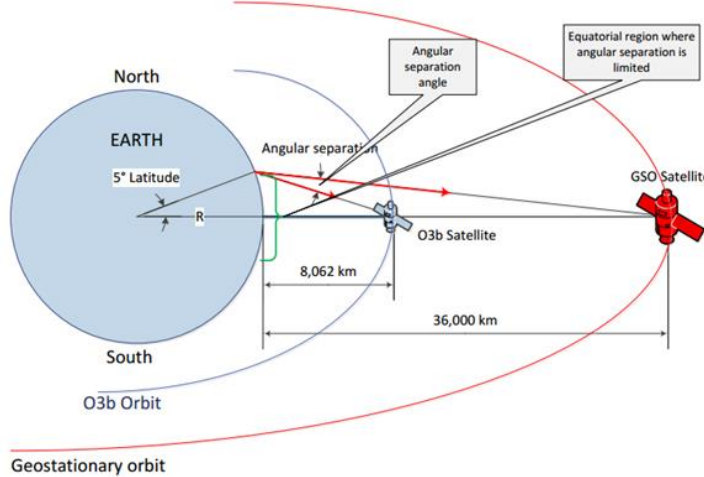 Angular
separation
angle
Equatorial region where
angular separation is
limited
North
EARTH
Angular separation
5° Latitude
GSO Satellite
R
O3b Satellite
8,062 km
36,000 km
South
O3b Orbit
Geostationary orbit